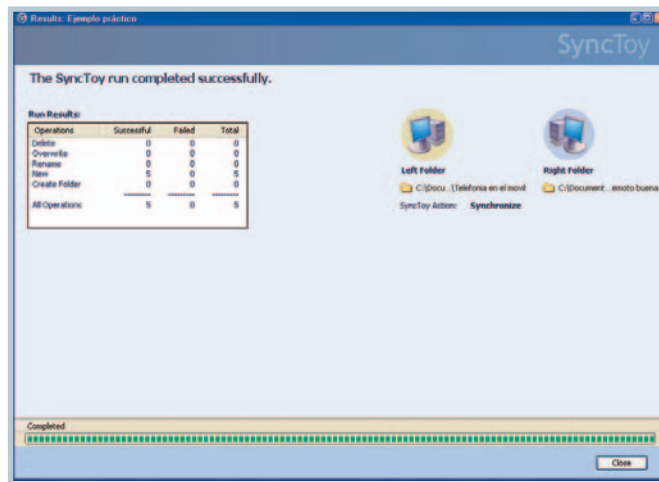 Results: Ejemplo práctico
SyncToy
The SyncToy run completed successfully.
Run Results:
Operations Successful Failed Total
Delete 0 0 0
Overwrite 0 0 0
Rename 0 0 0
New 5 0 5
Create Folder 0 0 0
All Operations 5 0 5
Left Folder Right Folder
C:\Docu...\Telefonia en el movil C:\Document ...emoto buena
SyncToy Action: Synchronize
Completed
Close